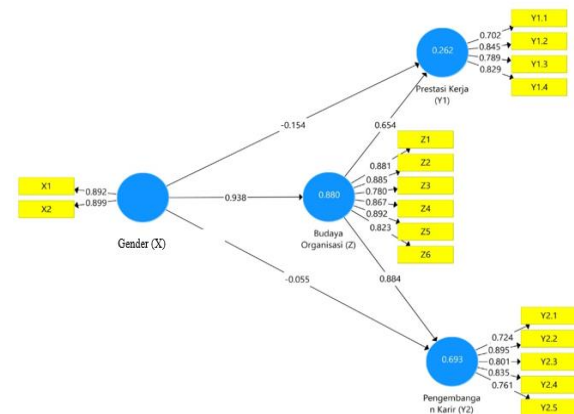 Y1.1
0.702
Y1.2
0.845
0.262
0.789
Y1.3
0.829
Y1.4
Prestasi Kerja
(Y1)
-0.154
0.654
Z1
0.881
Z2
0.885
X1
0.892
0.780
Z3
0.938
0.880
0.867
Z4
X2
0.899
0.892
Z5
0.823
Z6
Gender (X)
Budaya
Organisasi (Z)
-0.055
0.884
Y2.1
0.724
Y2.2
0.895
0.693
0.801
Y2.3
0.835
Y2.4
0.761
Y2.5
Pengembanga
n Karir (Y2)